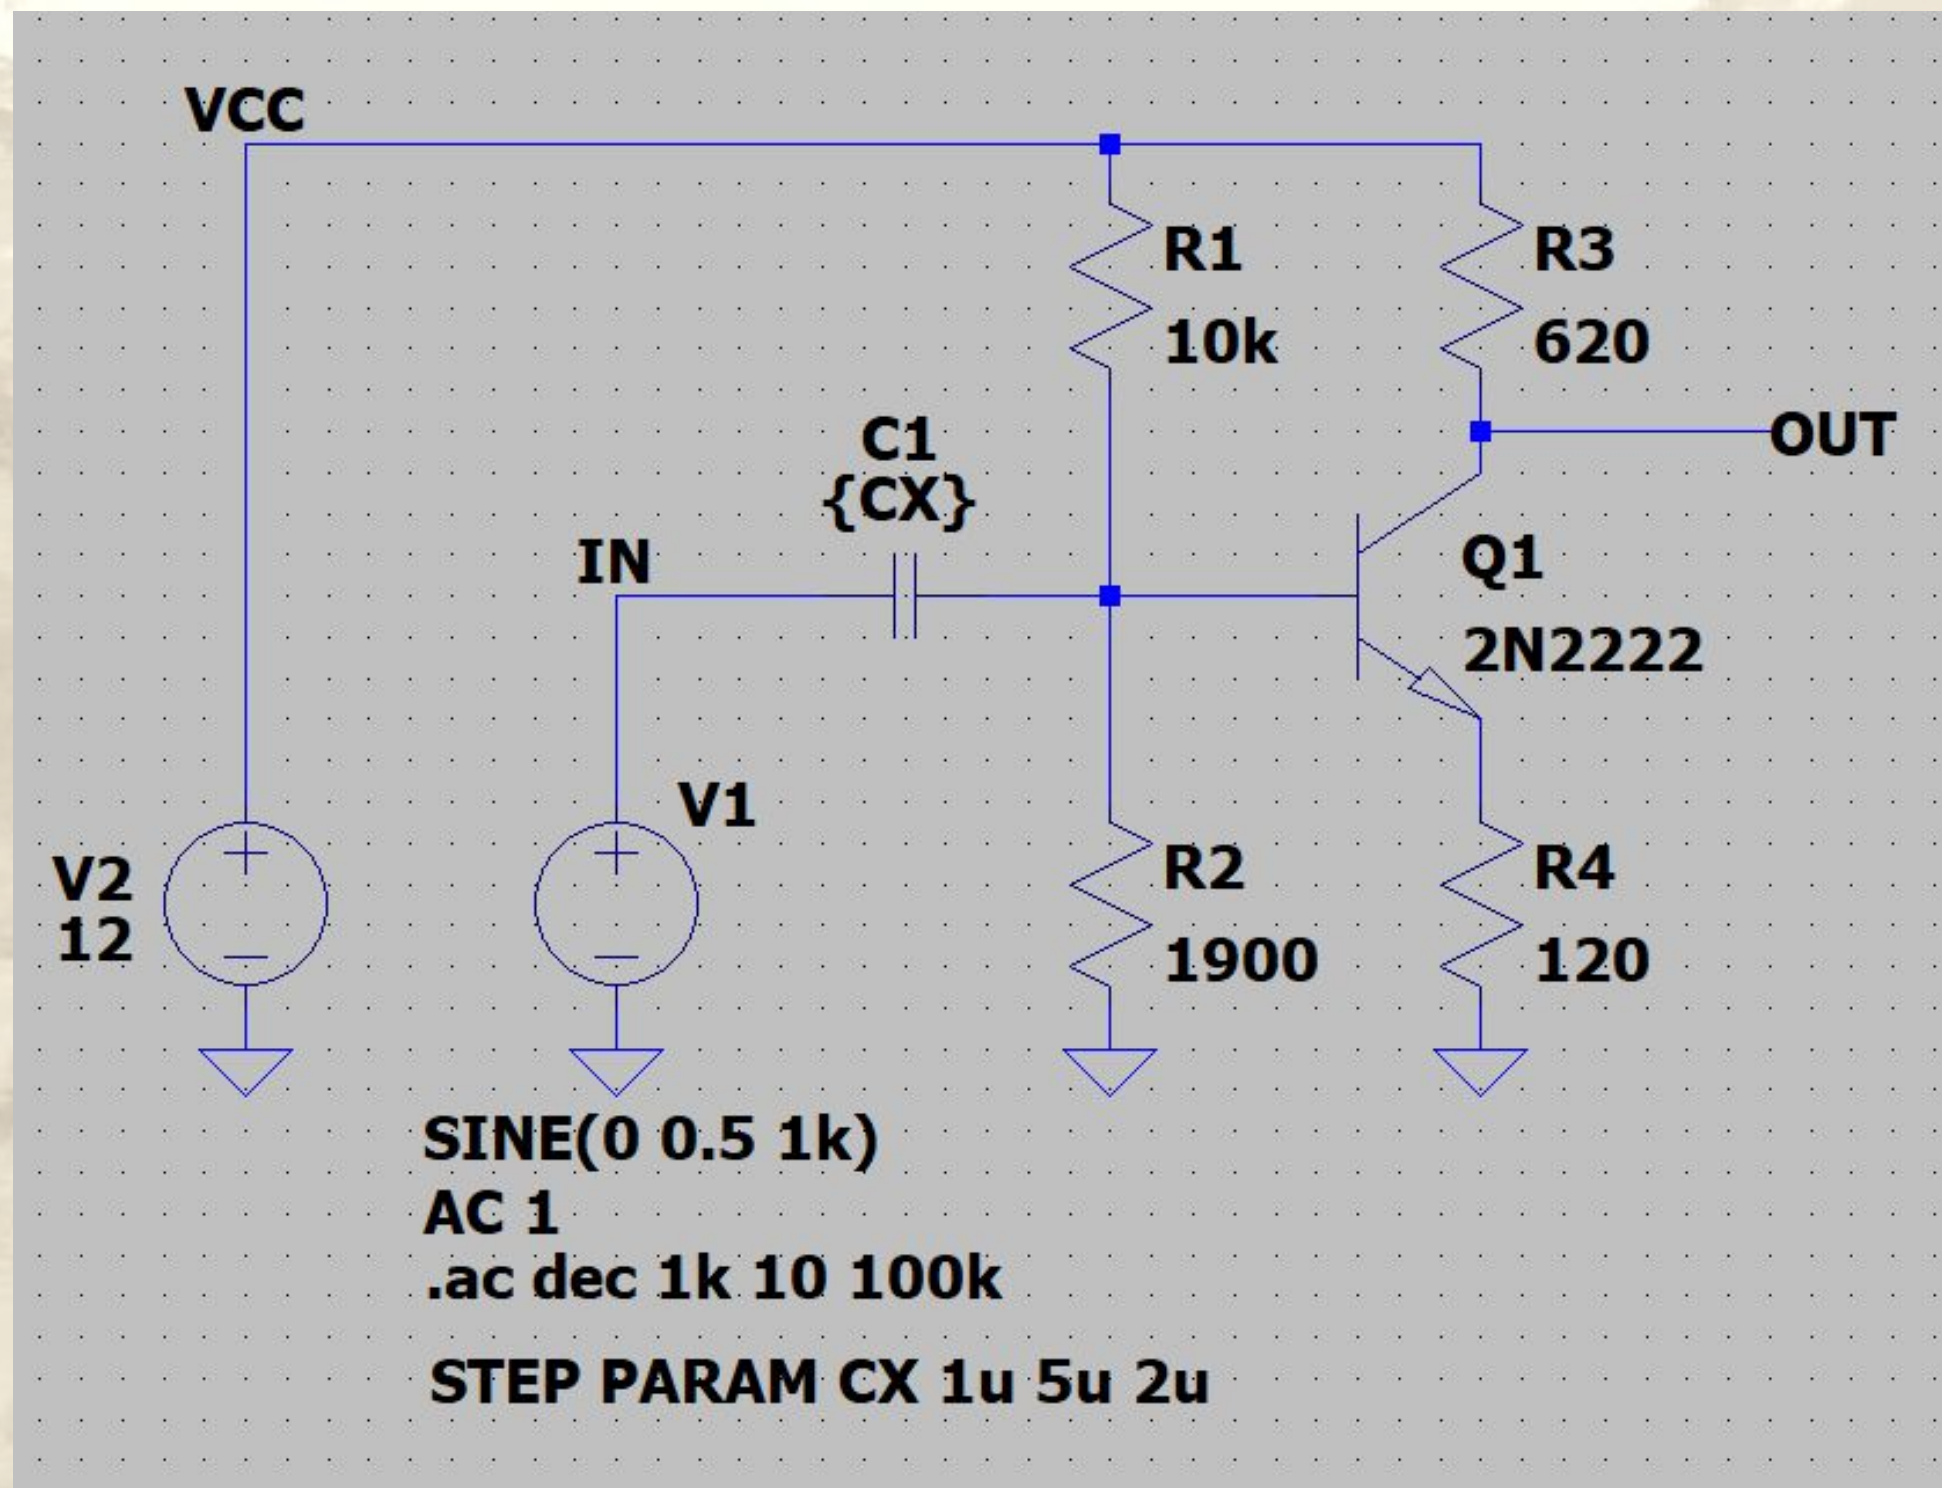 VCC
R1
10k
R3
620
C1
{CX}
OUT
IN
Q1
2N2222
V1
V2
12
R2
1900
R4
120
SINE(0 0.5 1k)
AC 1
.ac dec 1k 10 100k
STEP PARAM CX 1u 5u 2u